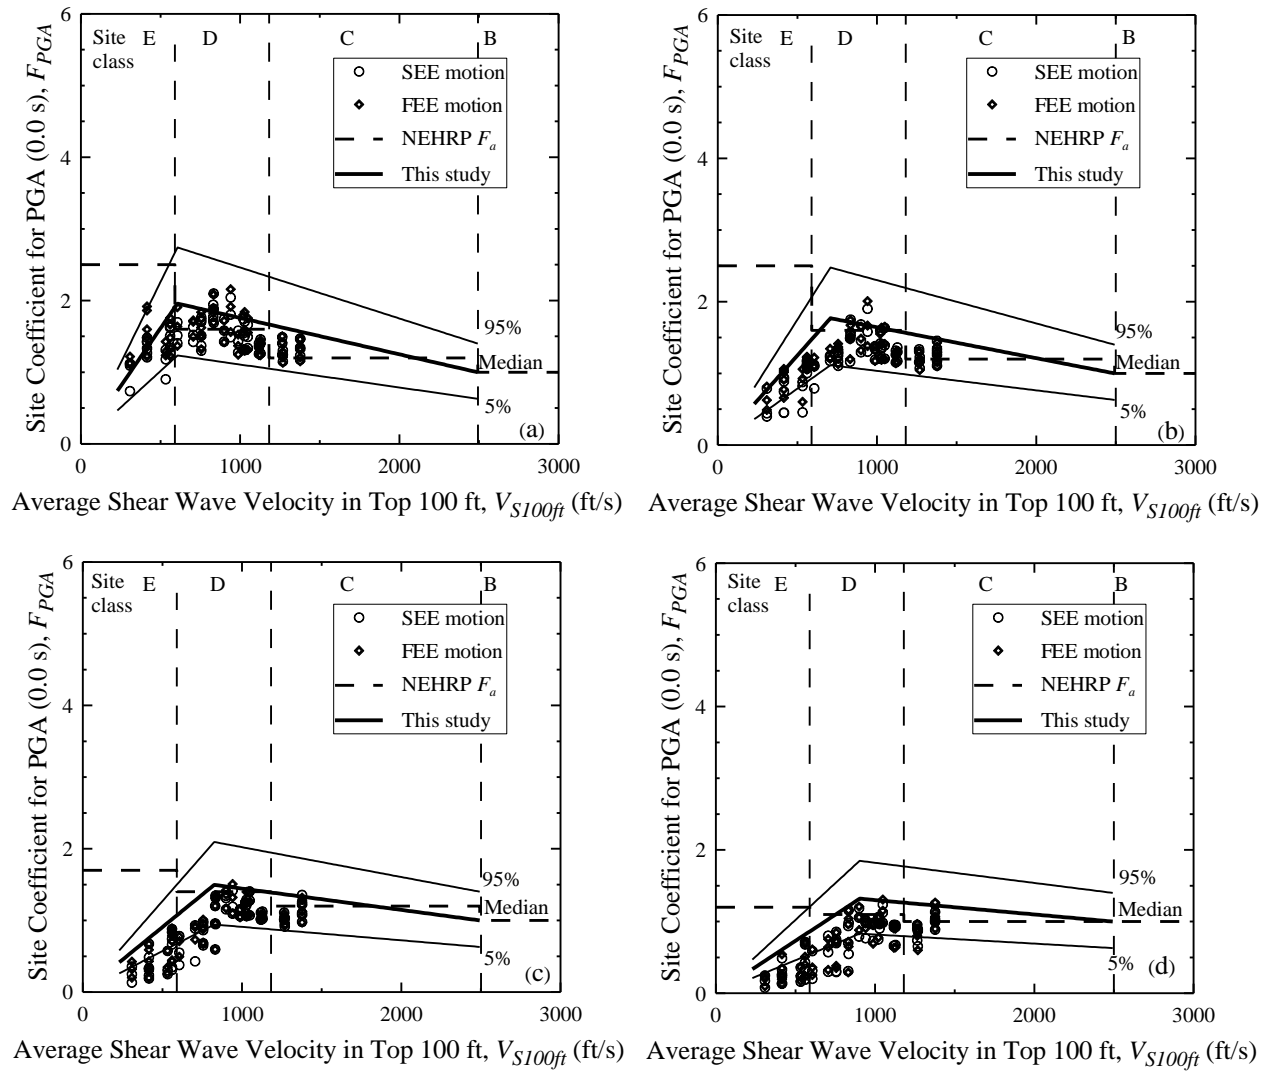 6
Site class
E
D
C
B
SEE motion
FEE motion
NEHRP Fa
This study
4
2
0
95%
Median
5%
(a)
0
1000
2000
3000
Site Coefficient for PGA (0.0 s), FPGA
Average Shear Wave Velocity in Top 100 ft, VS100ft (ft/s)
6
Site class
E
D
C
B
SEE motion
FEE motion
NEHRP Fa
This study
4
2
0
95%
Median
5%
(b)
0
1000
2000
3000
Site Coefficient for PGA (0.0 s), FPGA
Average Shear Wave Velocity in Top 100 ft, VS100ft (ft/s)
6
Site class
E
D
C
B
SEE motion
FEE motion
NEHRP Fa
This study
4
2
0
95%
Median
5%
(c)
0
1000
2000
3000
Site Coefficient for PGA (0.0 s), FPGA
Average Shear Wave Velocity in Top 100 ft, VS100ft (ft/s)
6
Site class
E
D
C
B
SEE motion
FEE motion
NEHRP Fa
This study
4
2
0
95%
Median
5%
(d)
0
1000
2000
3000
Site Coefficient for PGA (0.0 s), FPGA
Average Shear Wave Velocity in Top 100 ft, VS100ft (ft/s)